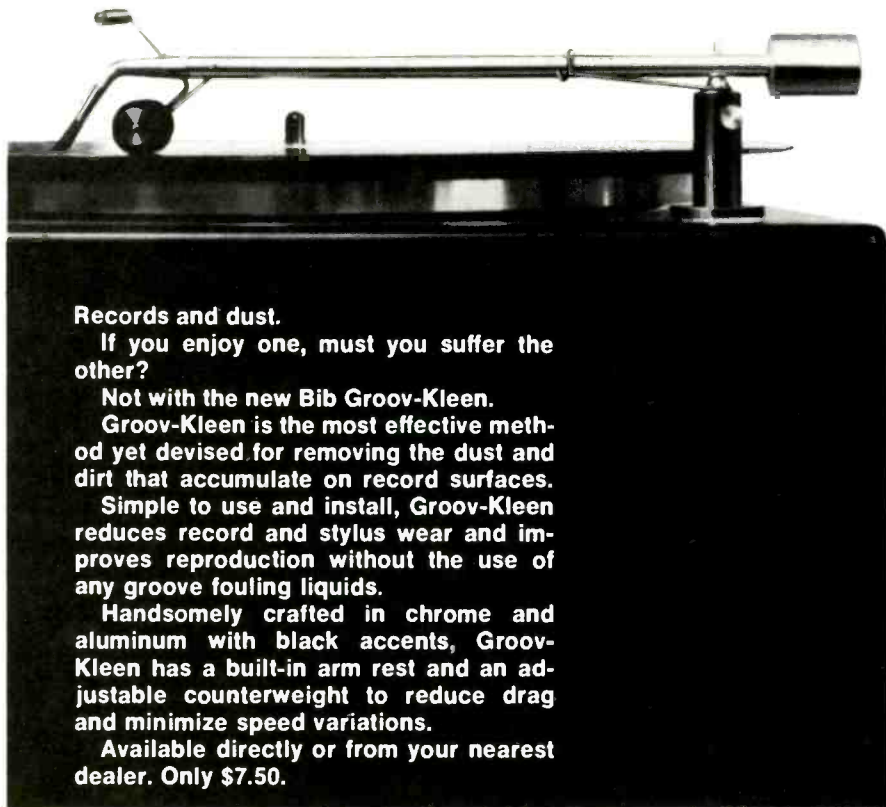 Records and dust.
If you enjoy one, must you suffer the
other?
Not with the new Bib Groov-Kleen.
Groov-Kleen is the most effective meth-
od yet devised for removing the dust and
dirt that accumulate on record surfaces.
Simple to use and install, Groov-Kleen
reduces record and stylus wear and im-
proves reproduction without the use of
any groove fouling liquids.
Handsomely crafted in chrome and
aluminum with black accents, Groov-
Kleen has a built-in arm rest and an ad-
justable counterweight to reduce drag
and minimize speed variations.
Available directly or from your nearest
dealer. Only $7.50.